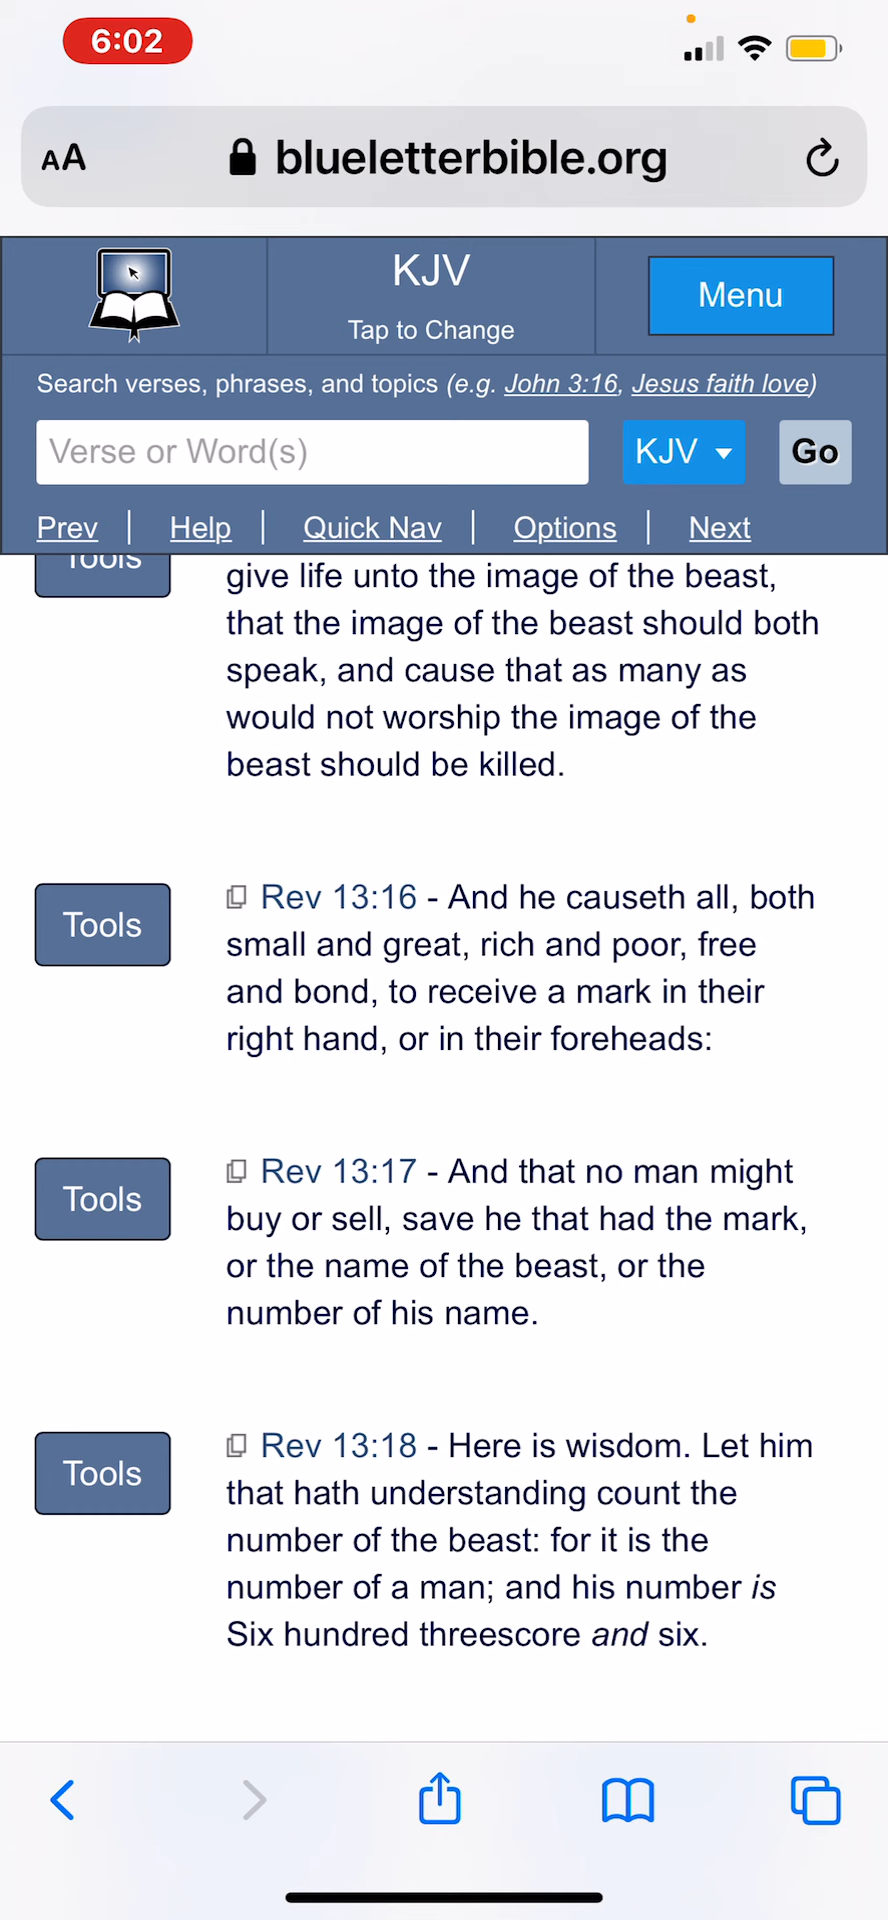 6:02
AA blueletterbible.org
KJV
Tap to Change
Menu
Search verses, phrases, and topics (e.g. John 3:16, Jesus faith love)
Verse or Word(s)
KJV
Go
Prev | Help | Quick Nav | Options | Next
Tools
give life unto the image of the beast,
that the image of the beast should both
speak, and cause that as many as
would not worship the image of the
beast should be killed.
Tools
Rev 13:16 - And he causeth all, both
small and great, rich and poor, free
and bond, to receive a mark in their
right hand, or in their foreheads:
Tools
Rev 13:17 - And that no man might
buy or sell, save he that had the mark,
or the name of the beast, or the
number of his name.
Tools
Rev 13:18 - Here is wisdom. Let him
that hath understanding count the
number of the beast: for it is the
number of a man; and his number is
Six hundred threescore and six.